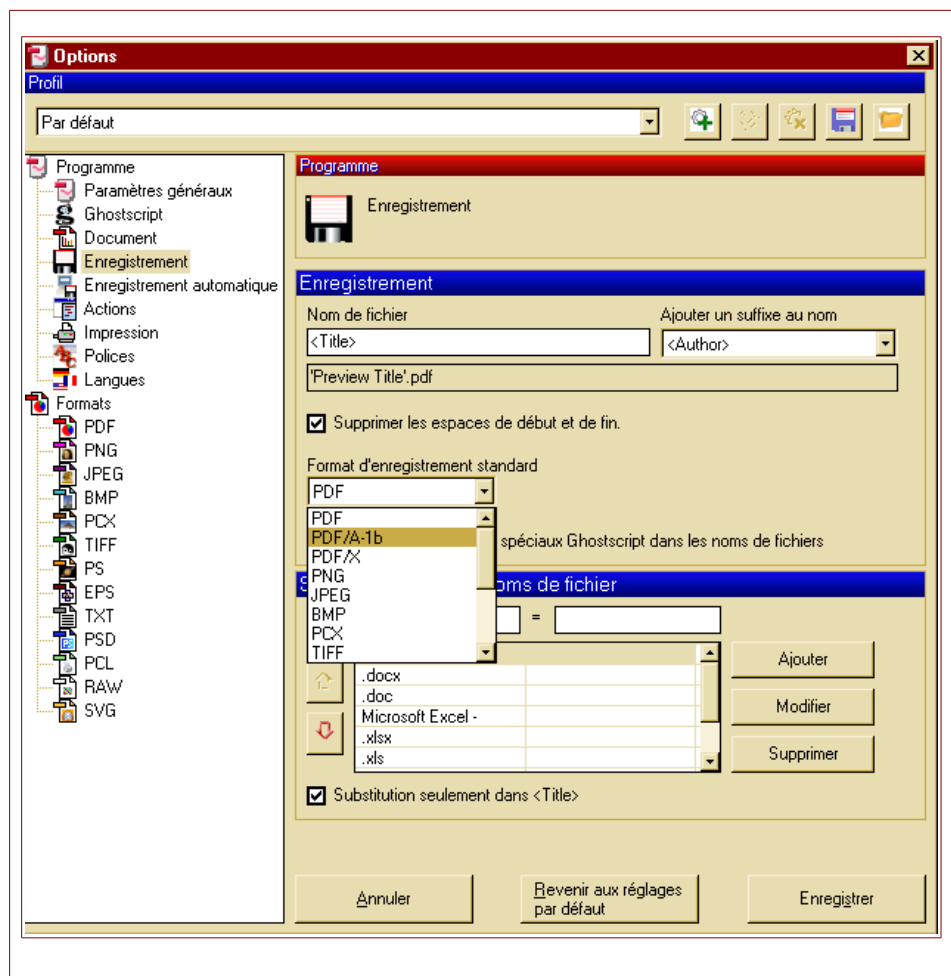 Options
Profil
Par défaut
Programme
Paramètres généraux
Ghostscript
Document
Enregistrement
Enregistrement automatique
Actions
Impression
Polices
Langues
Formats
PDF
PNG
JPEG
BMP
PCX
TIFF
PS
EPS
TXT
PSD
PCL
RAW
SVG
Programme
Enregistrement
Enregistrement
Nom de fichier
Ajouter un suffixe au nom
<Title>
<Author>
'Preview Title'.pdf
Supprimer les espaces de début et de fin.
Format d'enregistrement standard
PDF
PDF
PDF/A-1b
PDF/X
PNG
JPEG
BMP
PCX
TIFF
spéciaux Ghostscript dans les noms de fichiers
noms de fichier
=
.docx
.doc
Microsoft Excel -
.xlsx
.xls
Ajouter
Modifier
Supprimer
Substitution seulement dans <Title>
Annuler
Revenir aux réglages
par défaut
Enregistrer